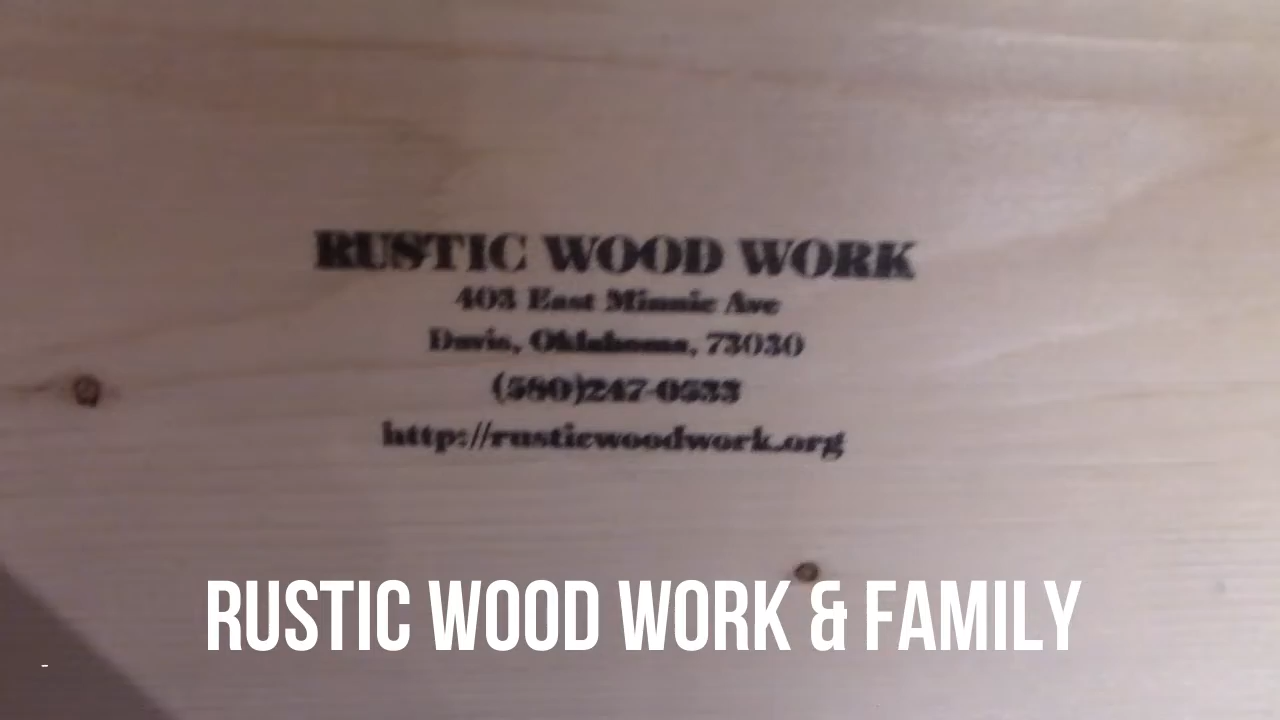 RUSTIC WOOD WORK
403 East Minnie Ave
Davis, Oklahoma, 73030
(580)247-0533
http://rusticwoodwork.org
RUSTIC WOOD WORK & FAMILY
-